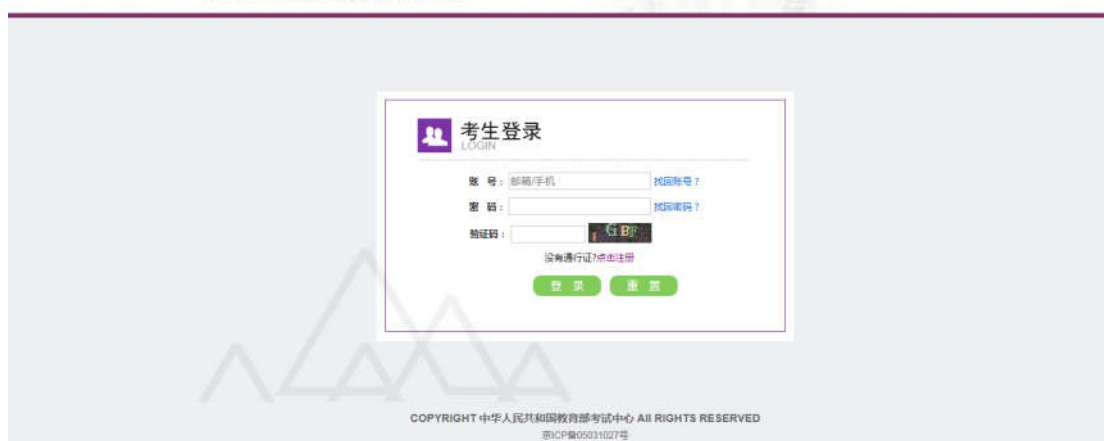 考生登录
LOGIN
账 号： 邮箱/手机 找回账号？
密 码： 找回密码？
验证码： GBF
没有通行证?点击注册
登 录 重 置
COPYRIGHT 中华人民共和国教育部考试中心 All RIGHTS RESERVED
京ICP备05031027号